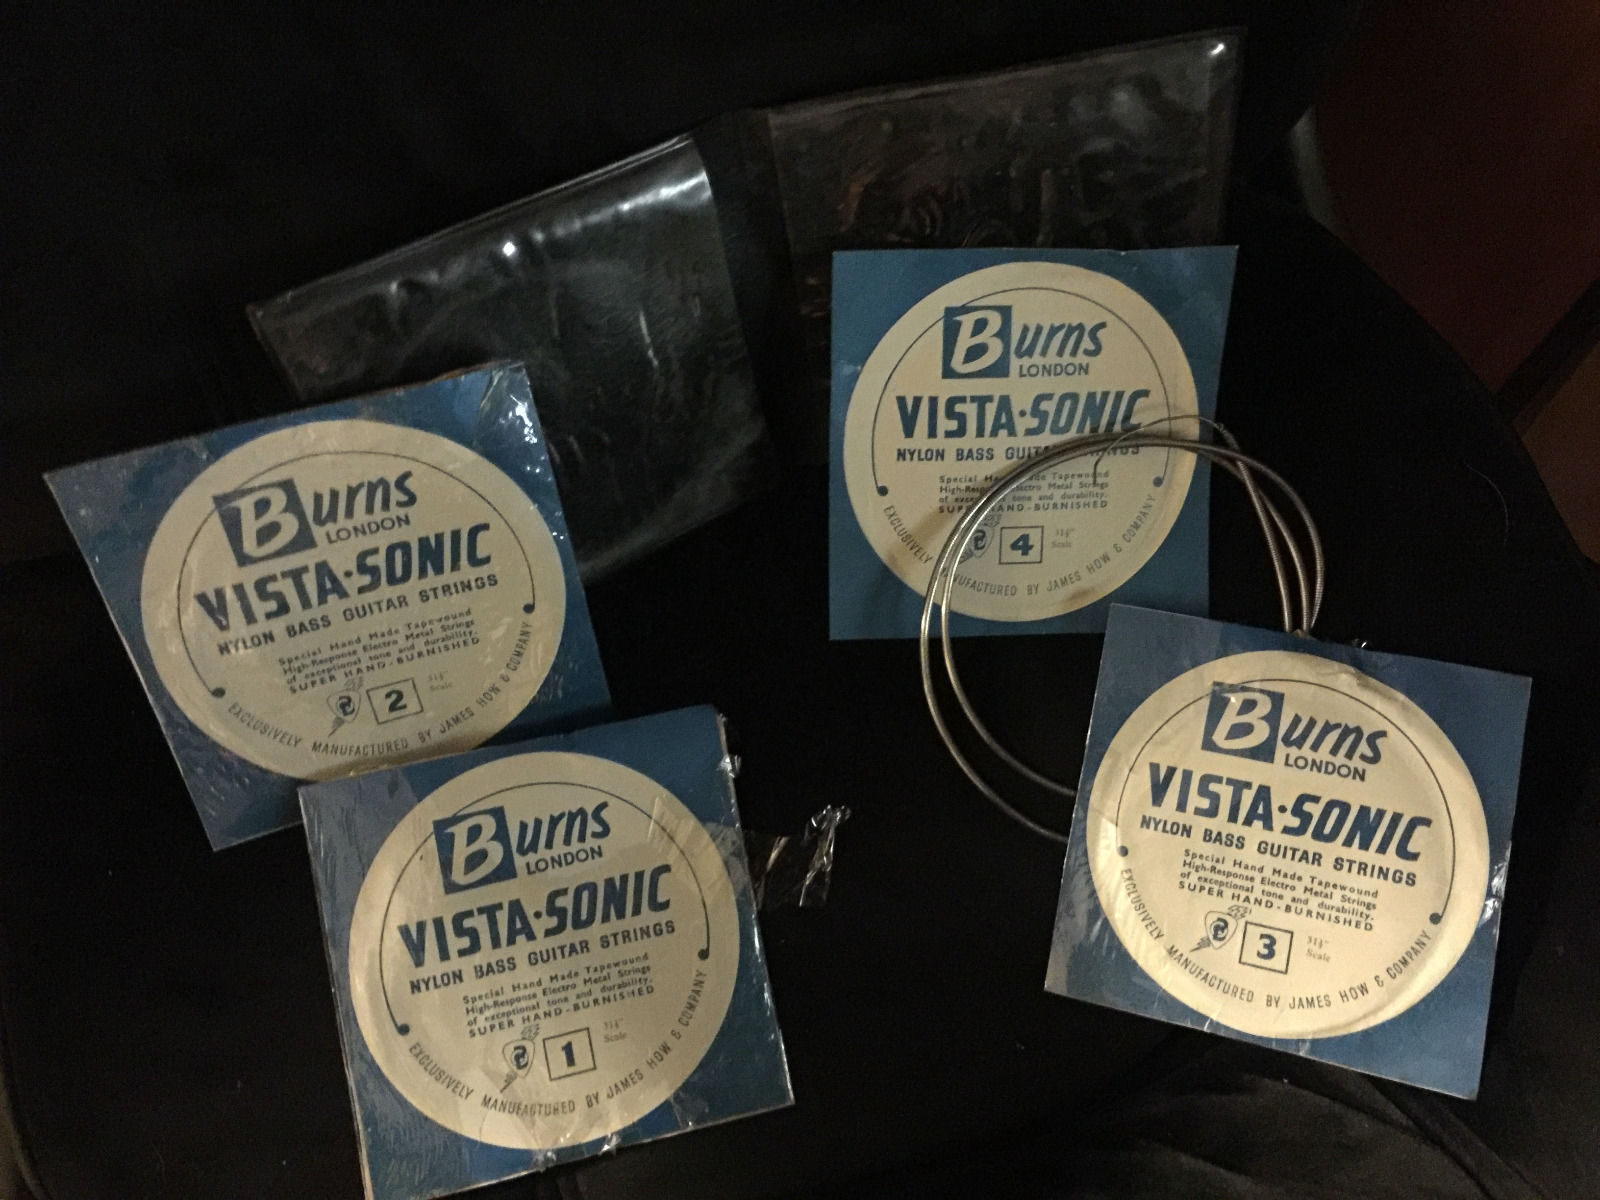 Burns
LONDON
VISTA·SONIC
NYLON BASS GUITAR STRINGS
Special Hand Made Tapewound
High-Response Electro Metal Strings
of exceptional tone and durability.
SUPER HAND-BURNISHED
2
31½"
Scale
EXCLUSIVELY MANUFACTURED BY JAMES HOW & COMPANY
Burns
LONDON
VISTA·SONIC
NYLON BASS GUITAR STRINGS
Special Hand Made Tapewound
High-Response Electro Metal Strings
of exceptional tone and durability.
SUPER HAND-BURNISHED
1
31½"
Scale
EXCLUSIVELY MANUFACTURED BY JAMES HOW & COMPANY
Burns
LONDON
VISTA·SONIC
NYLON BASS GUITAR STRINGS
Special Hand Made Tapewound
High-Response Electro Metal Strings
of exceptional tone and durability.
SUPER HAND-BURNISHED
4
31½"
Scale
EXCLUSIVELY MANUFACTURED BY JAMES HOW & COMPANY
Burns
LONDON
VISTA·SONIC
NYLON BASS GUITAR STRINGS
Special Hand Made Tapewound
High-Response Electro Metal Strings
of exceptional tone and durability.
SUPER HAND-BURNISHED
3
31½"
Scale
EXCLUSIVELY MANUFACTURED BY JAMES HOW & COMPANY